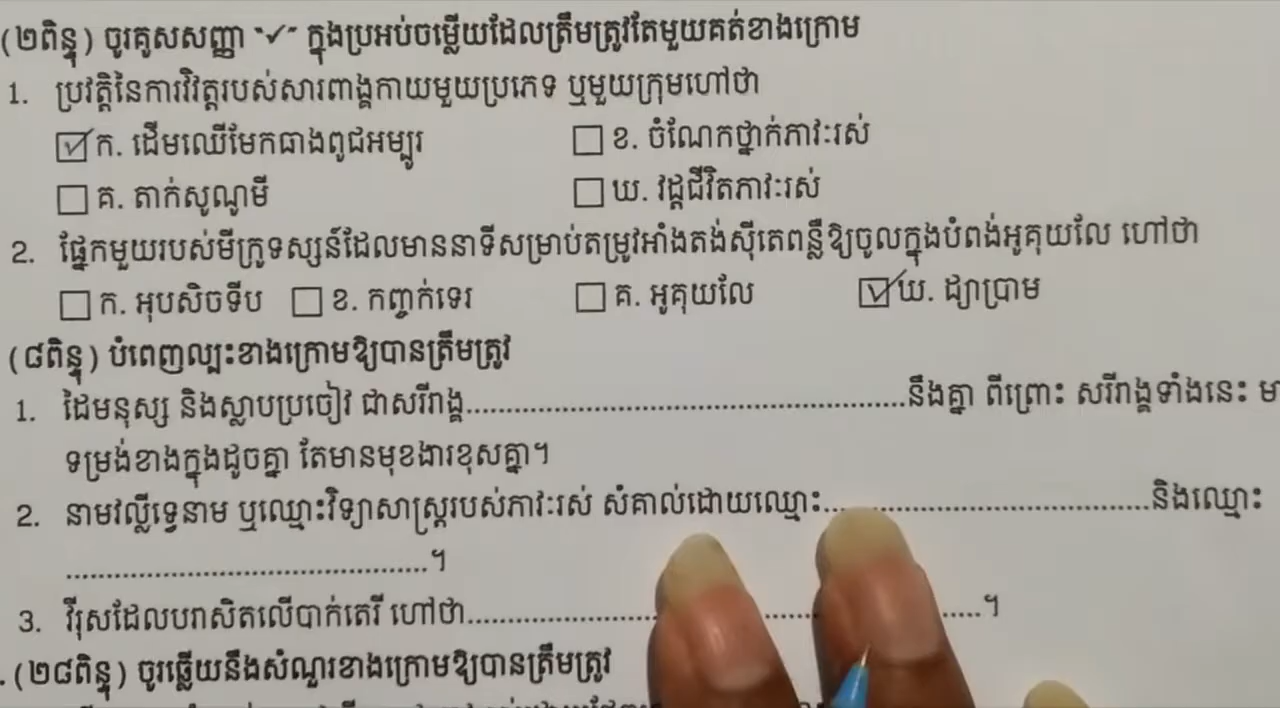 (២ពិន្ទុ) ចូរគូសសញ្ញា "✓" ក្នុងប្រអប់ចម្លើយដែលត្រឹមត្រូវតែមួយគត់ខាងក្រោម
1. ប្រវត្តិនៃការវិវត្តរបស់សារពាង្គកាយមួយប្រភេទ ឬមួយក្រុមហៅថា
☑ ក. ដើមឈើមែកធាងពូជអម្បូរ ☐ ខ. ចំណែកថ្នាក់ភាវៈរស់
☐ គ. តាក់សូណូមី ☐ ឃ. វដ្តជីវិតភាវៈរស់
2. ផ្នែកមួយរបស់មីក្រូទស្សន៍ដែលមាននាទីសម្រាប់តម្រូវអាំងតង់ស៊ីតេពន្លឺឱ្យចូលក្នុងបំពង់អូគុយលែ ហៅថា
☐ ក. អុបសិចទីប ☐ ខ. កញ្ចក់ទេរ ☐ គ. អូគុយលែ ☑ ឃ. ដ្យាប្រាម
(៨ពិន្ទុ) បំពេញល្បះខាងក្រោមឱ្យបានត្រឹមត្រូវ
1. ដៃមនុស្ស និងស្លាបប្រចៀវ ជាសរីរាង្គ............................................នឹងគ្នា ពីព្រោះ សរីរាង្គទាំងនេះ
ទម្រង់ខាងក្នុងដូចគ្នា តែមានមុខងារខុសគ្នា។
2. នាមវល្លីទ្វេនាម ឬឈ្មោះវិទ្យាសាស្ត្ររបស់ភាវៈរស់ សំគាល់ដោយឈ្មោះ.................................និងឈ្មោះ
....................................។
3. វីរុសដែលបរាសិតលើបាក់តេរី ហៅថា....................................................។
.(២៨ពិន្ទុ) ចូរឆ្លើយនឹងសំណួរខាងក្រោមឱ្យបានត្រឹមត្រូវ